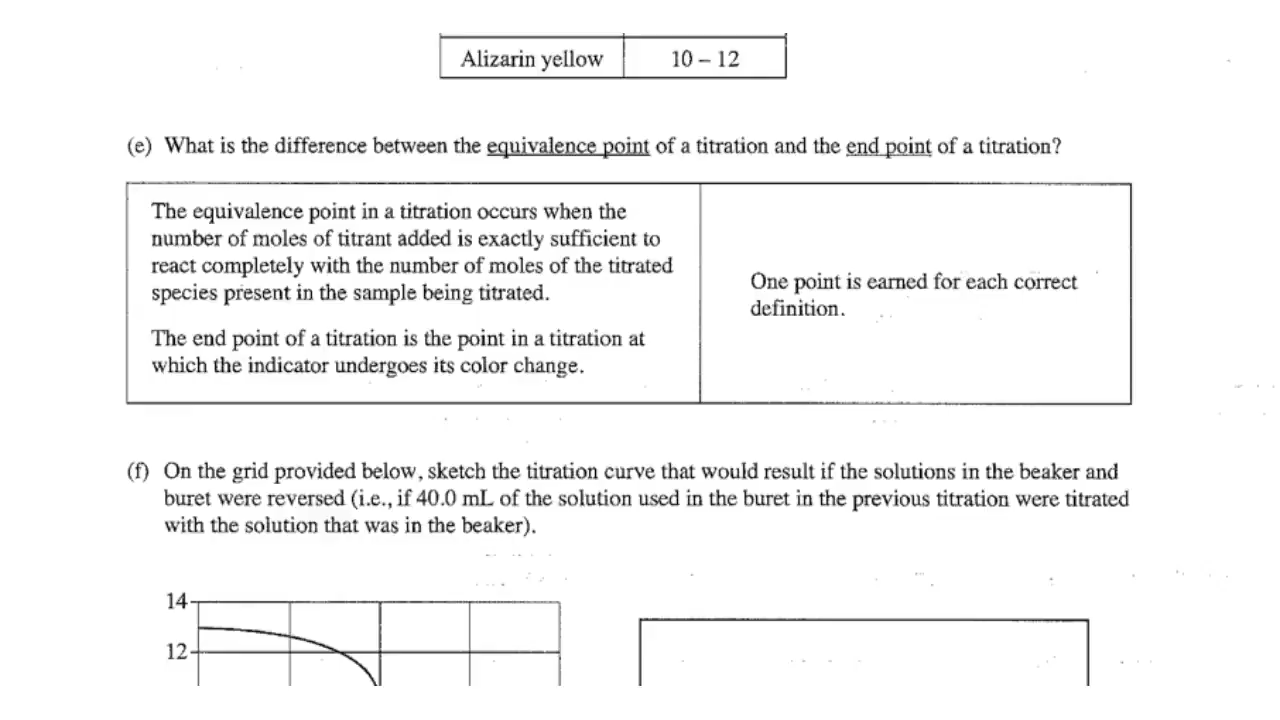 Alizarin yellow 10 – 12
(e) What is the difference between the equivalence point of a titration and the end point of a titration?
The equivalence point in a titration occurs when the
number of moles of titrant added is exactly sufficient to
react completely with the number of moles of the titrated
species present in the sample being titrated.
The end point of a titration is the point in a titration at
which the indicator undergoes its color change.
One point is earned for each correct
definition.
(f) On the grid provided below, sketch the titration curve that would result if the solutions in the beaker and
buret were reversed (i.e., if 40.0 mL of the solution used in the buret in the previous titration were titrated
with the solution that was in the beaker).
14
12